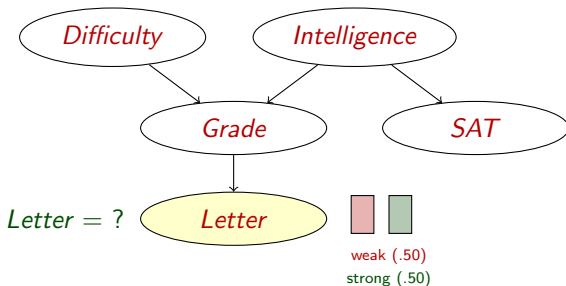 Difficulty Intelligence
Grade SAT
Letter = ? Letter
weak (.50)
strong (.50)